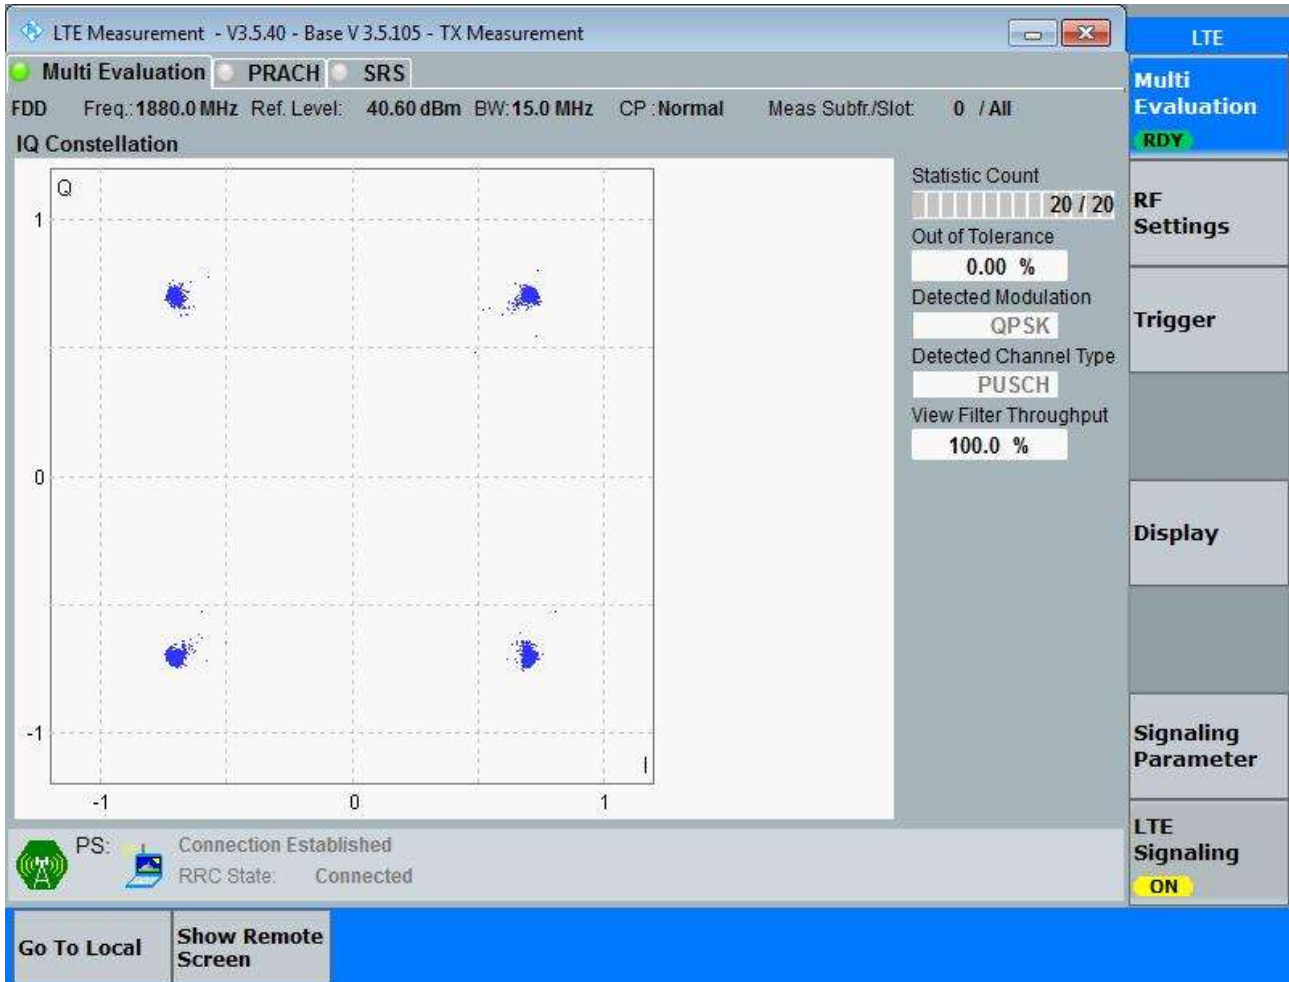 LTE Measurement - V3.5.40 - Base V 3.5.105 - TX Measurement
Multi Evaluation PRACH SRS
FDD Freq.: 1880.0 MHz Ref. Level: 40.60 dBm BW: 15.0 MHz CP : Normal Meas Subfr./Slot: 0 / All
IQ Constellation
Q
1
0
-1
I
-1 0 1
Statistic Count
20 / 20
Out of Tolerance
0.00 %
Detected Modulation
QPSK
Detected Channel Type
PUSCH
View Filter Throughput
100.0 %
PS: Connection Established
RRC State: Connected
LTE
Multi
Evaluation
RDY
RF
Settings
Trigger
Display
Signaling
Parameter
LTE
Signaling
ON
Go To Local
Show Remote
Screen